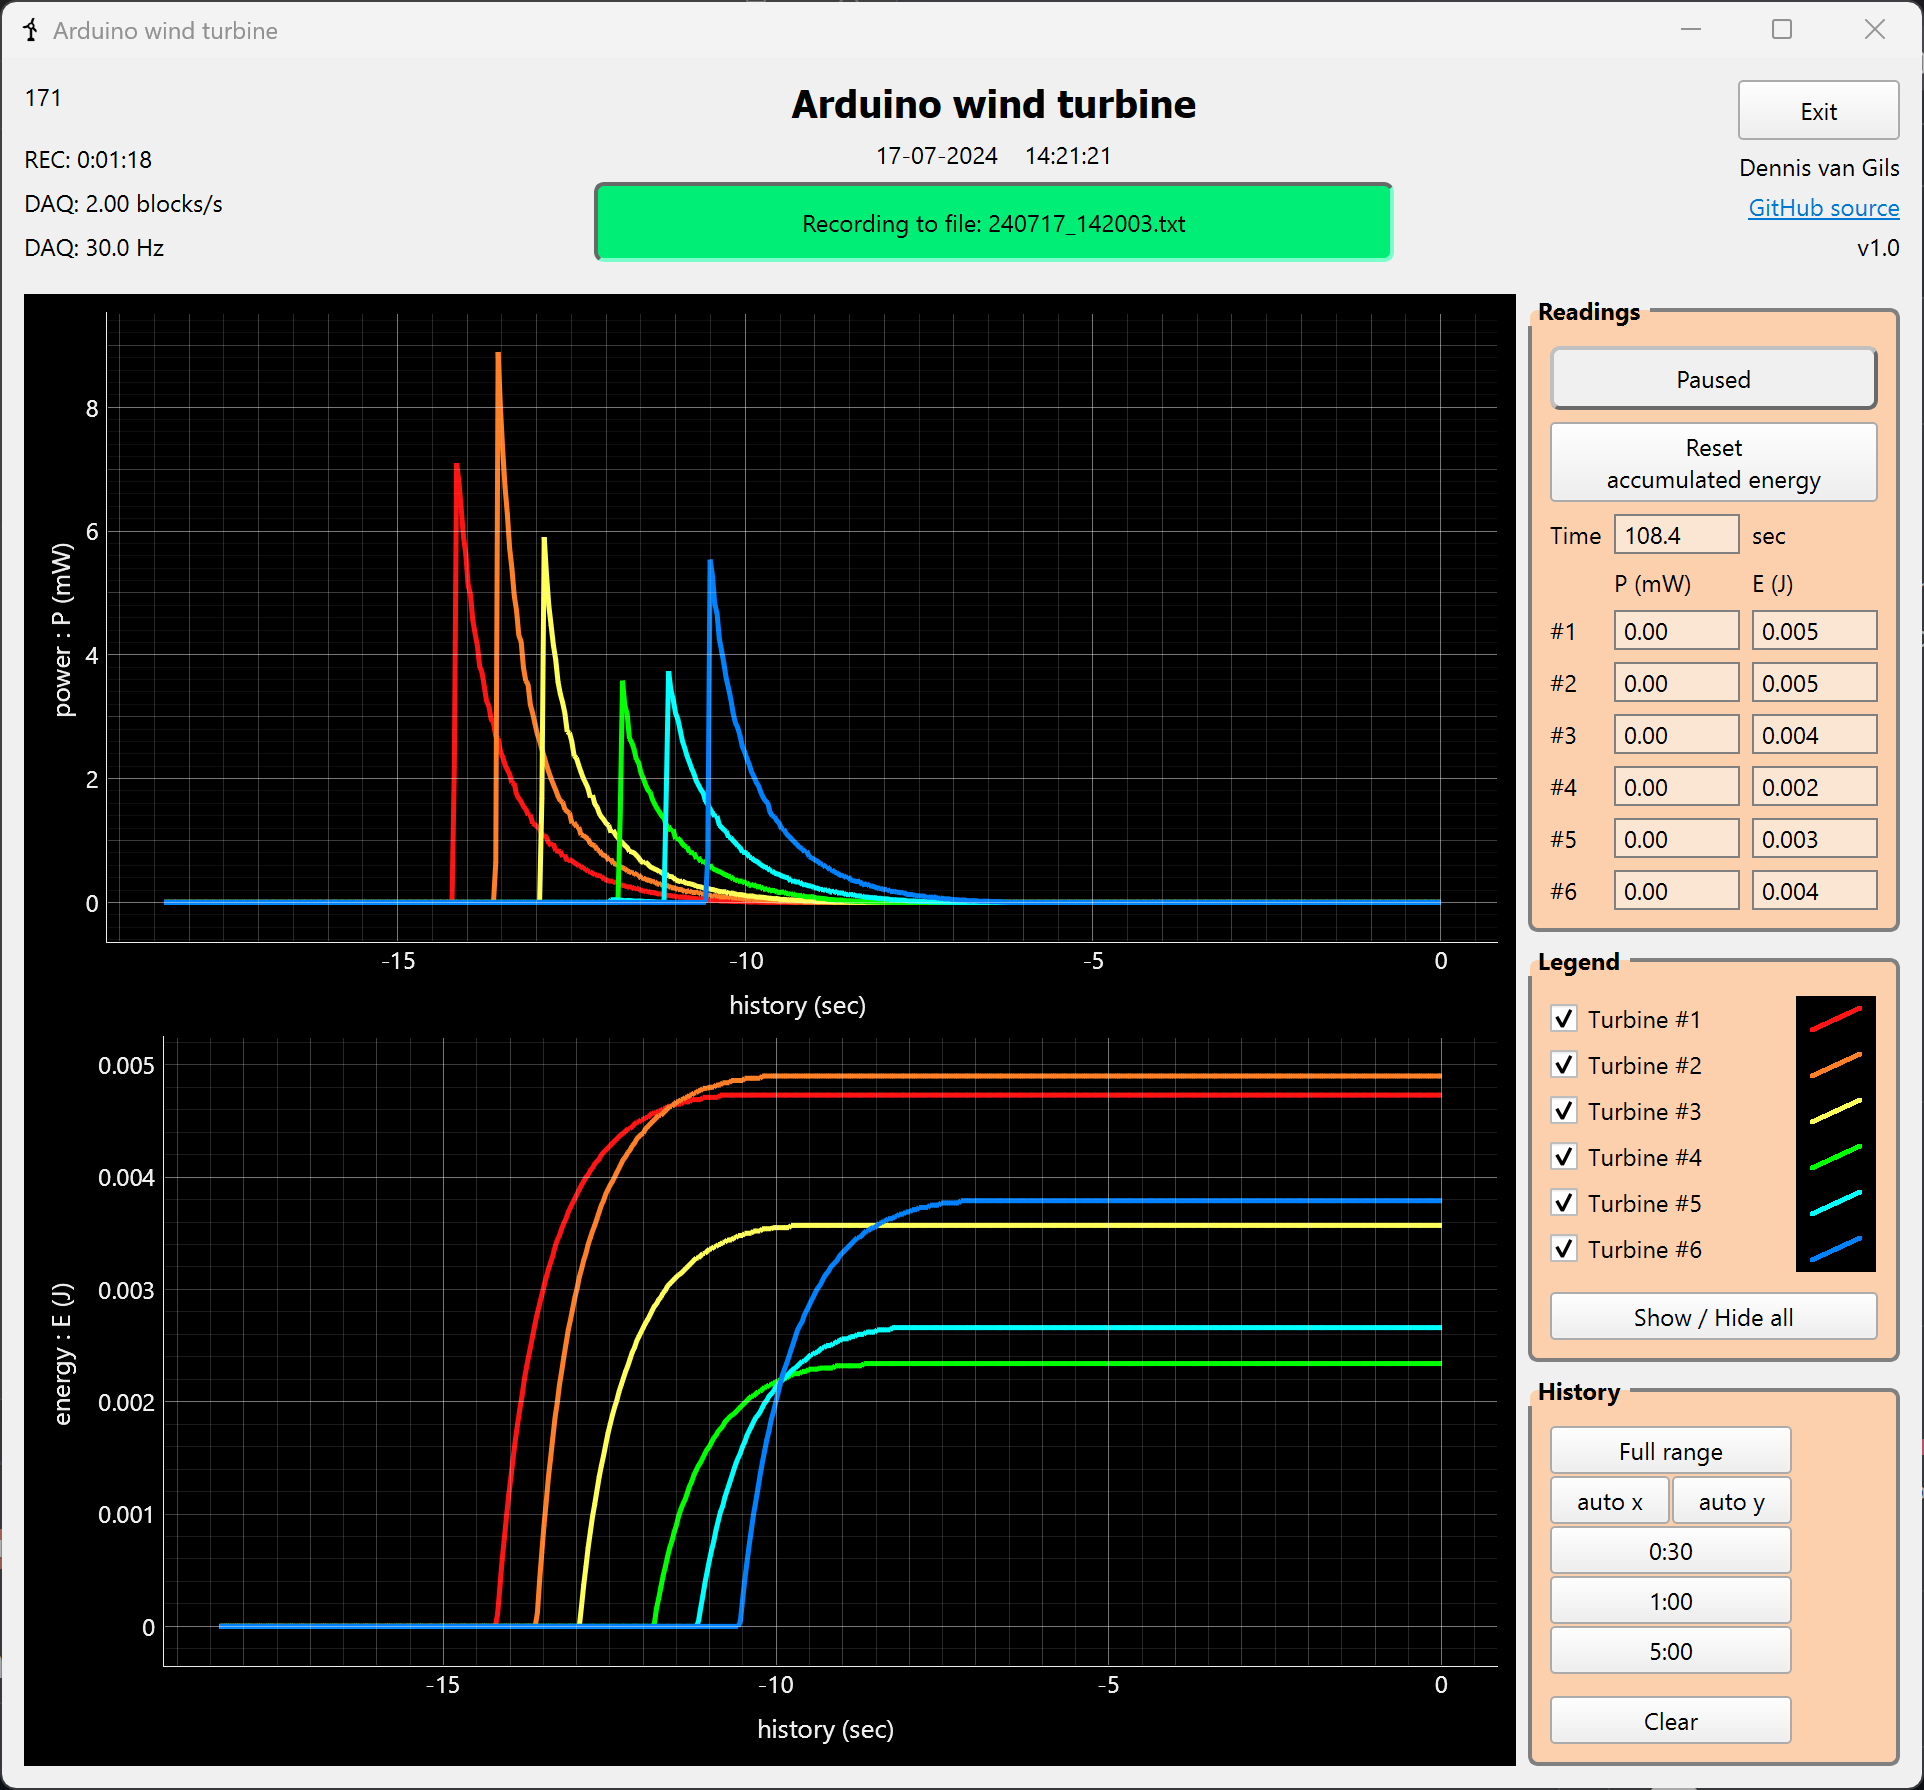 Arduino wind turbine
171
REC: 0:01:18
DAQ: 2.00 blocks/s
DAQ: 30.0 Hz
Arduino wind turbine
17-07-2024 14:21:21
Recording to file: 240717_142003.txt
Exit
Dennis van Gils
GitHub source
v1.0
power : P (mW)
8
6
4
2
0
-15 -10 -5 0
history (sec)
energy : E (J)
0.005
0.004
0.003
0.002
0.001
0
-15 -10 -5 0
history (sec)
Readings
Paused
Reset
accumulated energy
Time 108.4 sec
P (mW) E (J)
#1 0.00 0.005
#2 0.00 0.005
#3 0.00 0.004
#4 0.00 0.002
#5 0.00 0.003
#6 0.00 0.004
Legend
Turbine #1
Turbine #2
Turbine #3
Turbine #4
Turbine #5
Turbine #6
Show / Hide all
History
Full range
auto x auto y
0:30
1:00
5:00
Clear